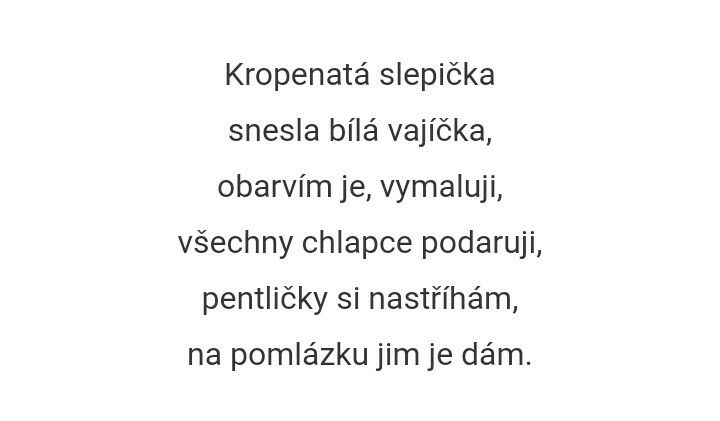 Kropenatá slepička
snesla bílá vajíčka,
obarvím je, vymaluji,
všechny chlapce podaruji,
pentličky si nastříhám,
na pomlázku jim je dám.